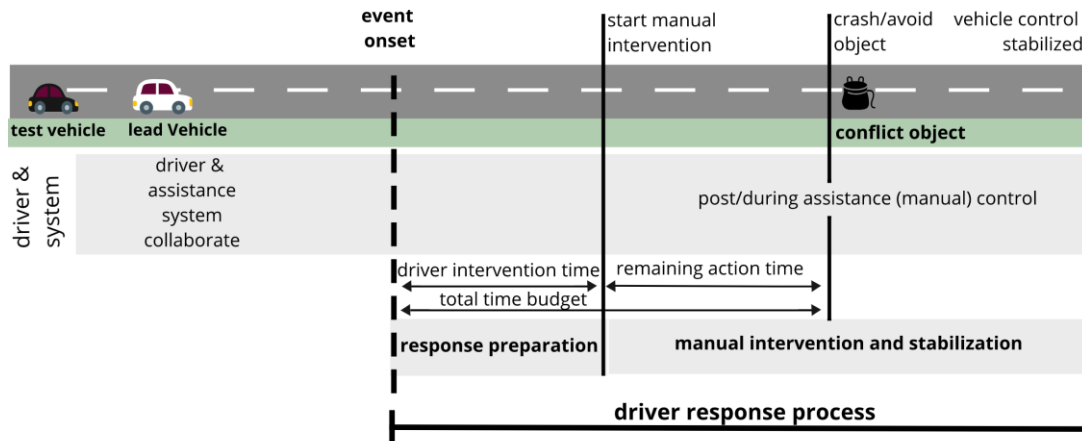 event
onset
start manual
intervention
crash/avoid
object
vehicle control
stabilized
test vehicle
lead Vehicle
conflict object
driver &
system
driver &
assistance
system
collaborate
post/during assistance (manual) control
driver intervention time
remaining action time
total time budget
response preparation
manual intervention and stabilization
driver response process